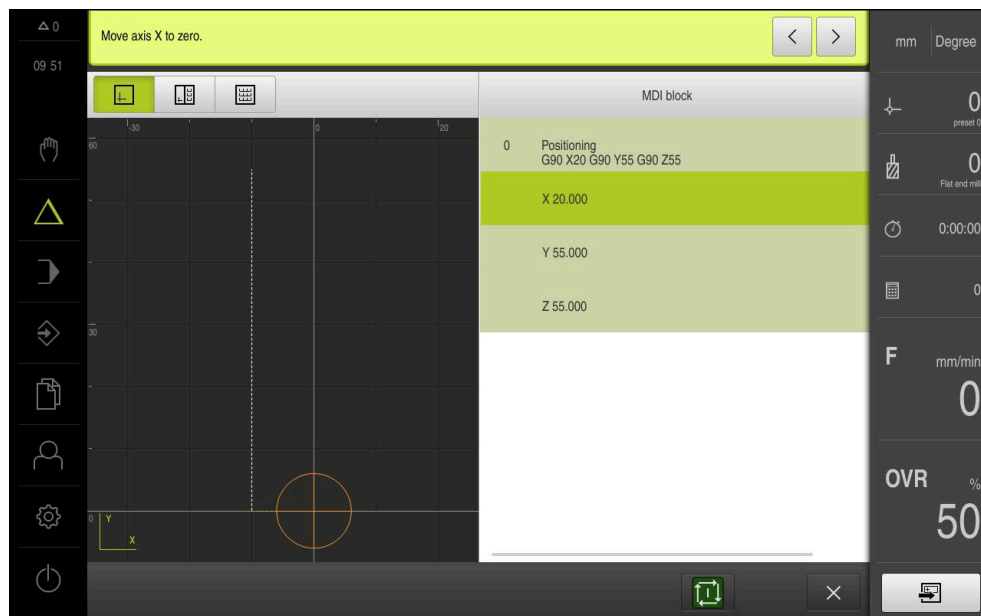 0
09 51
Move axis X to zero.
-30
0
20
60
30
0
Y
X
MDI block
0 Positioning
G90 X20 G90 Y55 G90 Z55
X 20.000
Y 55.000
Z 55.000
mm Degree
0
preset 0
0
Flat end mill
0:00:00
0
F mm/min
0
OVR %
50